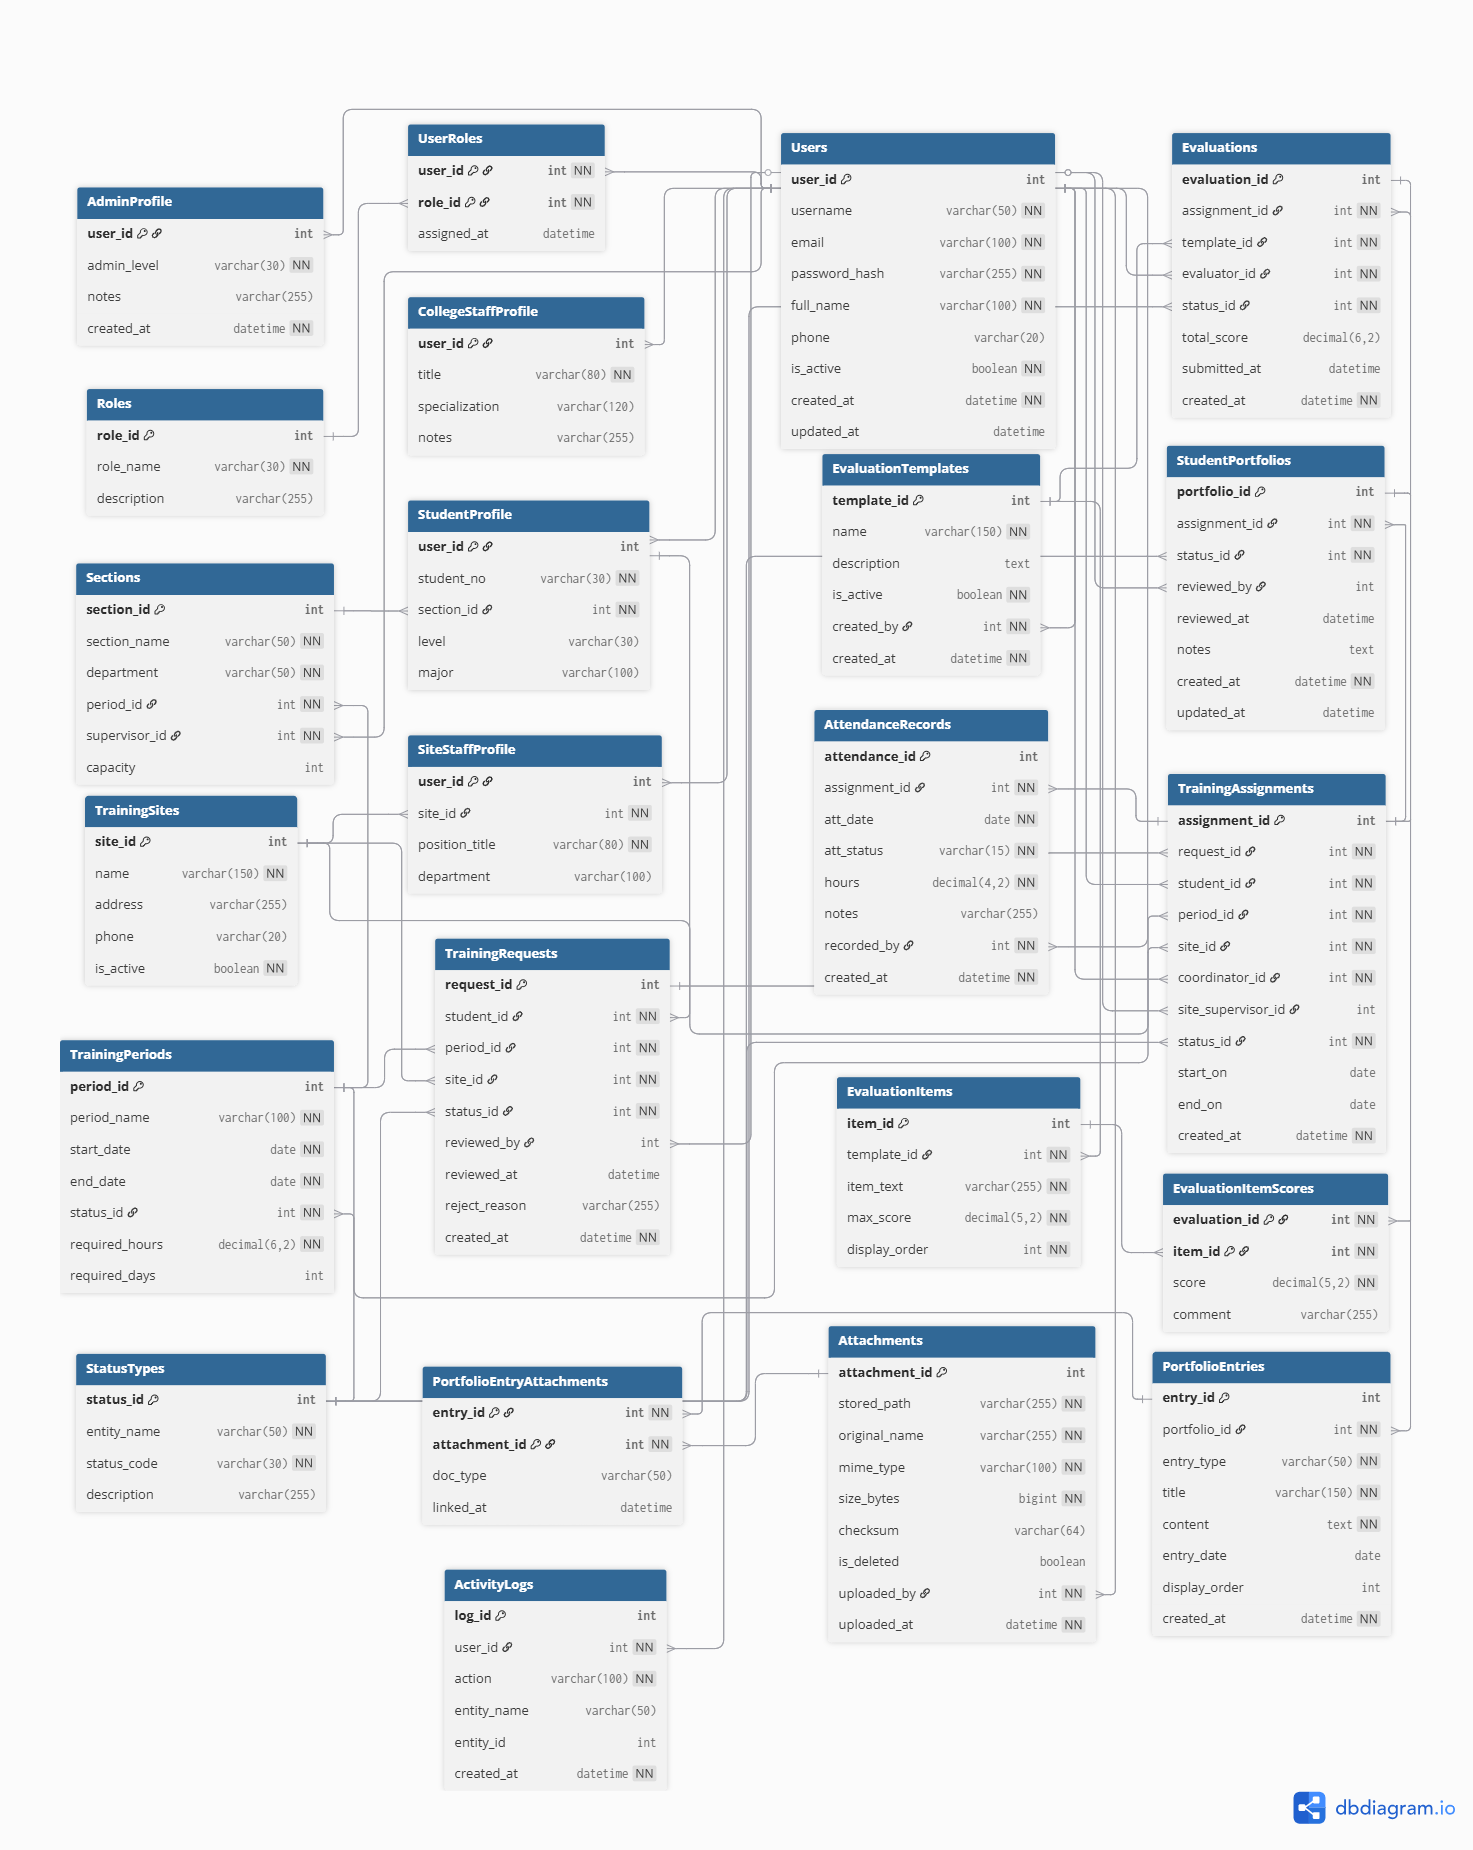 AdminProfile
user_id int
admin_level varchar(30) NN
notes varchar(255)
created_at datetime NN
Roles
role_id int
role_name varchar(30) NN
description varchar(255)
Sections
section_id int
section_name varchar(50) NN
department varchar(50) NN
period_id int NN
supervisor_id int NN
capacity int
TrainingSites
site_id int
name varchar(150) NN
address varchar(255)
phone varchar(20)
is_active boolean NN
TrainingPeriods
period_id int
period_name varchar(100) NN
start_date date NN
end_date date NN
status_id int NN
required_hours decimal(6,2) NN
required_days int
StatusTypes
status_id int
entity_name varchar(50) NN
status_code varchar(30) NN
description varchar(255)
UserRoles
user_id int NN
role_id int NN
assigned_at datetime
CollegeStaffProfile
user_id int
title varchar(80) NN
specialization varchar(120)
notes varchar(255)
StudentProfile
user_id int
student_no varchar(30) NN
section_id int NN
level varchar(30)
major varchar(100)
SiteStaffProfile
user_id int
site_id int NN
position_title varchar(80) NN
department varchar(100)
TrainingRequests
request_id int
student_id int NN
period_id int NN
site_id int NN
status_id int NN
reviewed_by int
reviewed_at datetime
reject_reason varchar(255)
created_at datetime NN
PortfolioEntryAttachments
entry_id int NN
attachment_id int NN
doc_type varchar(50)
linked_at datetime
ActivityLogs
log_id int
user_id int NN
action varchar(100) NN
entity_name varchar(50)
entity_id int
created_at datetime NN
Users
user_id int
username varchar(50) NN
email varchar(100) NN
password_hash varchar(255) NN
full_name varchar(100) NN
phone varchar(20)
is_active boolean NN
created_at datetime NN
updated_at datetime
EvaluationTemplates
template_id int
name varchar(150) NN
description text
is_active boolean NN
created_by int NN
created_at datetime NN
AttendanceRecords
attendance_id int
assignment_id int NN
att_date date NN
att_status varchar(15) NN
hours decimal(4,2) NN
notes varchar(255)
recorded_by int NN
created_at datetime NN
EvaluationItems
item_id int
template_id int NN
item_text varchar(255) NN
max_score decimal(5,2) NN
display_order int NN
Attachments
attachment_id int
stored_path varchar(255) NN
original_name varchar(255) NN
mime_type varchar(100) NN
size_bytes bigint NN
checksum varchar(64)
is_deleted boolean
uploaded_by int NN
uploaded_at datetime NN
Evaluations
evaluation_id int
assignment_id int NN
template_id int NN
evaluator_id int NN
status_id int NN
total_score decimal(6,2)
submitted_at datetime
created_at datetime NN
StudentPortfolios
portfolio_id int
assignment_id int NN
status_id int NN
reviewed_by int
reviewed_at datetime
notes text
created_at datetime NN
updated_at datetime
TrainingAssignments
assignment_id int
request_id int NN
student_id int NN
period_id int NN
site_id int NN
coordinator_id int NN
site_supervisor_id int
status_id int NN
start_on date
end_on date
created_at datetime NN
EvaluationItemScores
evaluation_id int NN
item_id int NN
score decimal(5,2) NN
comment varchar(255)
PortfolioEntries
entry_id int
portfolio_id int NN
entry_type varchar(50) NN
title varchar(150) NN
content text NN
entry_date date
display_order int
created_at datetime NN
dbdiagram.io